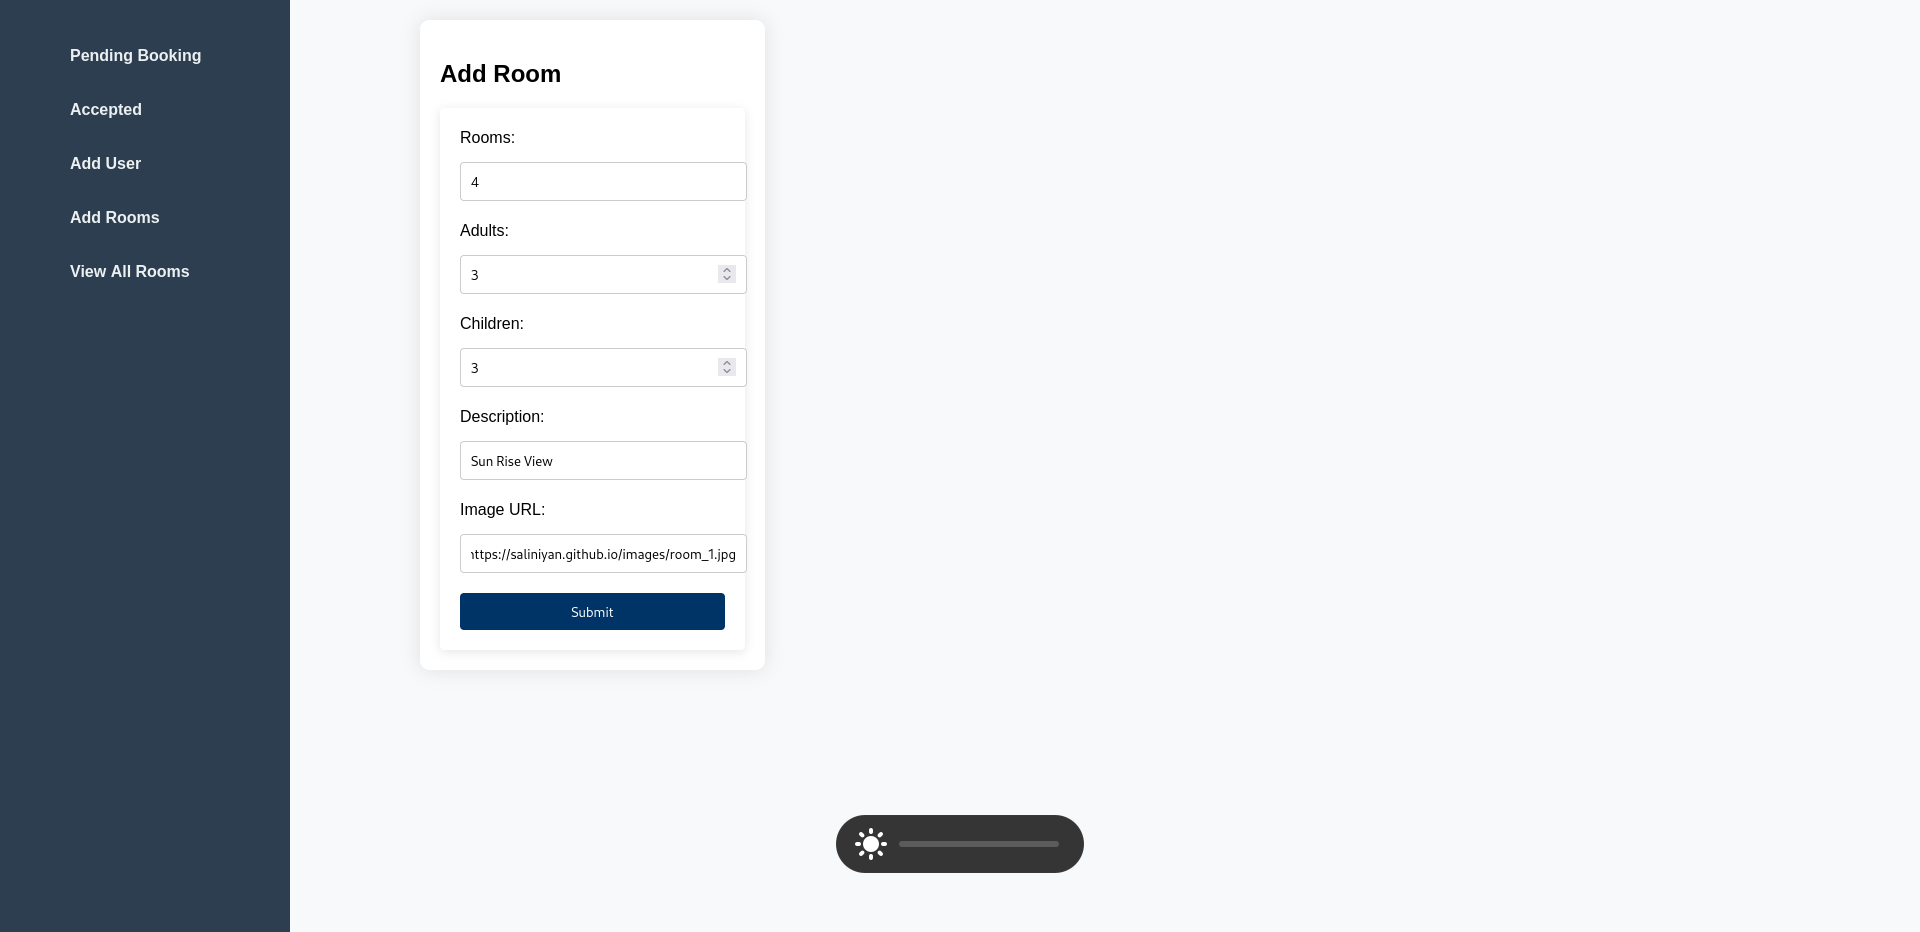 Pending Booking
Accepted
Add User
Add Rooms
View All Rooms
Add Room
Rooms:
4
Adults:
3
Children:
3
Description:
Sun Rise View
Image URL:
ttps://saliniyan.github.io/images/room_1.jpg
Submit